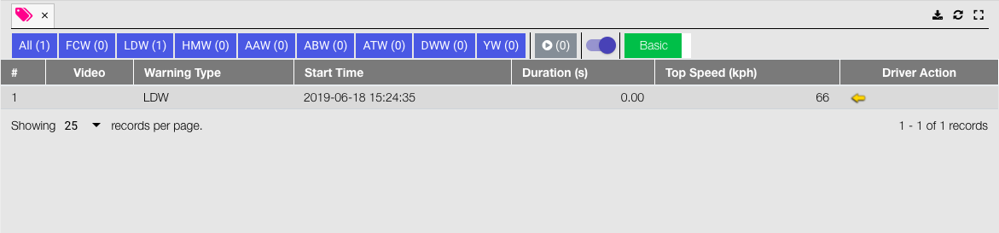 All (1) FCW (0) LDW (1) HMW (0) AAW (0) ABW (0) ATW (0) DWW (0) YW (0) (0) Basic
# Video Warning Type Start Time Duration (s) Top Speed (kph) Driver Action
1 LDW 2019-06-18 15:24:35 0.00 66
Showing 25 records per page. 1 - 1 of 1 records